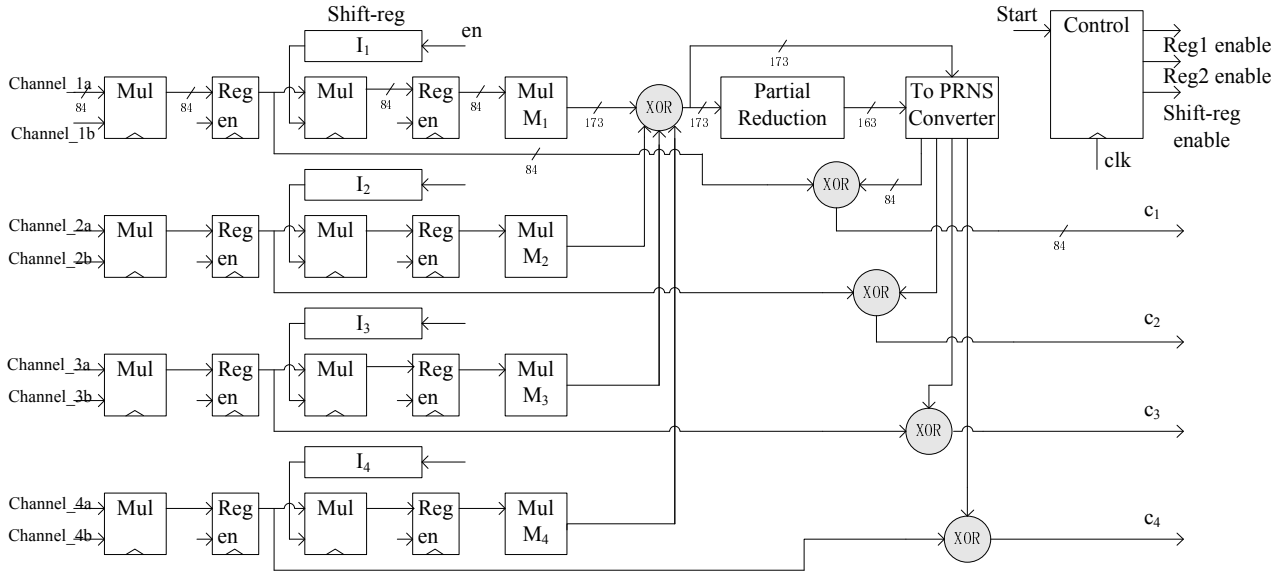 Shift-reg
I1
en
Start
Control
Reg1 enable
Reg2 enable
Shift-reg
enable
clk
Channel_1a
84
Channel_1b
Mul
84
Reg
en
Mul
84
Reg
en
84
Mul
M1
173
XOR
173
173
Partial
Reduction
163
To PRNS
Converter
84
XOR
84
c1
84
I2
Channel_2a
Channel_2b
Mul
Reg
en
Mul
Reg
en
Mul
M2
XOR
c2
I3
Channel_3a
Channel_3b
Mul
Reg
en
Mul
Reg
en
Mul
M3
XOR
c3
I4
Channel_4a
Channel_4b
Mul
Reg
en
Mul
Reg
en
Mul
M4
XOR
c4